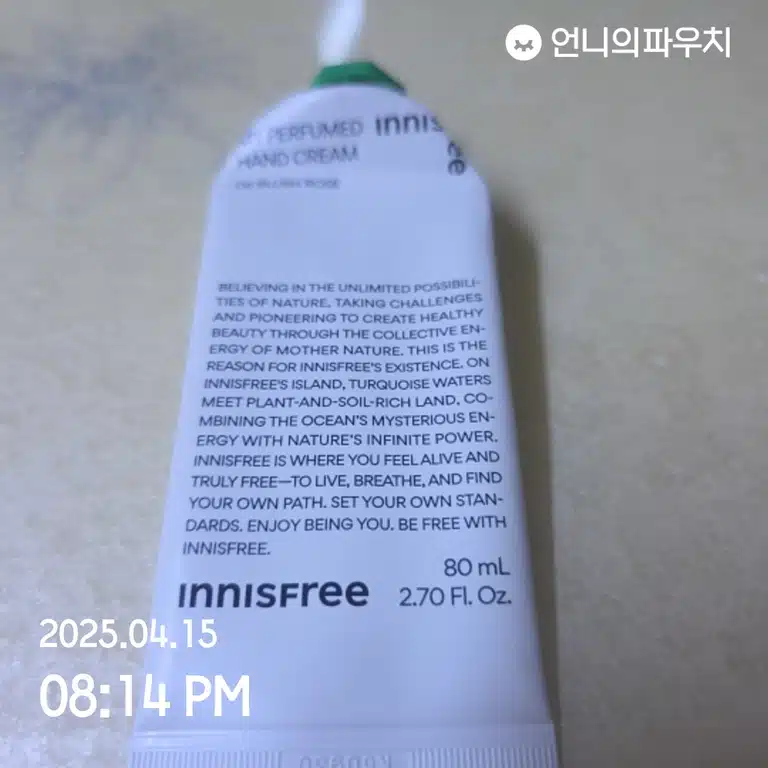 언니의파우치
PERFUMED
HAND CREAM
INNIS
ee
BELIEVING IN THE UNLIMITED POSSIBILI-
TIES OF NATURE, TAKING CHALLENGES
AND PIONEERING TO CREATE HEALTHY
BEAUTY THROUGH THE COLLECTIVE EN-
ERGY OF MOTHER NATURE. THIS IS THE
REASON FOR INNISFREE'S EXISTENCE. ON
INNISFREE'S ISLAND, TURQUOISE WATERS
MEET PLANT-AND-SOIL-RICH LAND. CO-
MBINING THE OCEAN'S MYSTERIOUS EN-
ERGY WITH NATURE'S INFINITE POWER.
INNISFREE IS WHERE YOU FEEL ALIVE AND
TRULY FREE—TO LIVE, BREATHE, AND FIND
YOUR OWN PATH. SET YOUR OWN STAN-
DARDS. ENJOY BEING YOU. BE FREE WITH
INNISFREE.
80 mL
INNISFree 2.70 Fl. Oz.
2025.04.15
08:14 PM